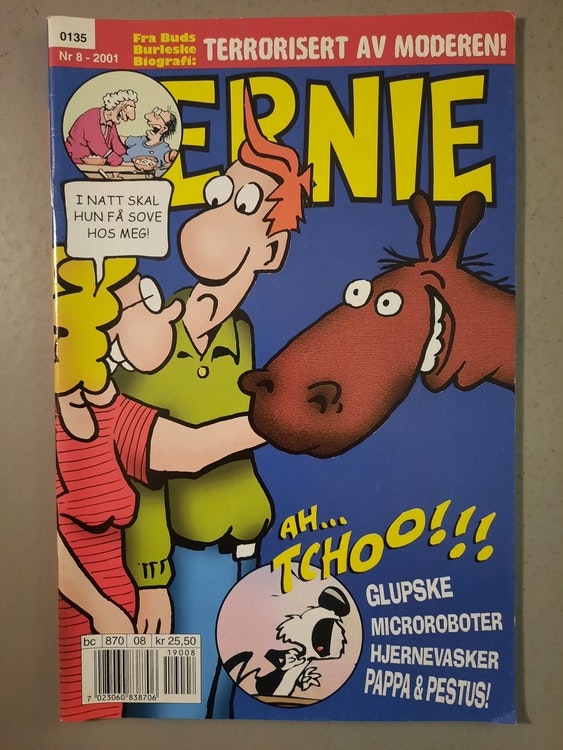 0135
Nr 8 - 2001
Fra Buds
Burleske
Biografi:
TERRORISERT AV MODEREN!
ERNIE
I NATT SKAL
HUN FÅ SOVE
HOS MEG!
AH...
TCHOO!!!
GLUPSKE
MICROROBOTER
HJERNEVASKER
PAPPA & PESTUS!
bc 870 08 kr 25,50
19008
7 023060 838706